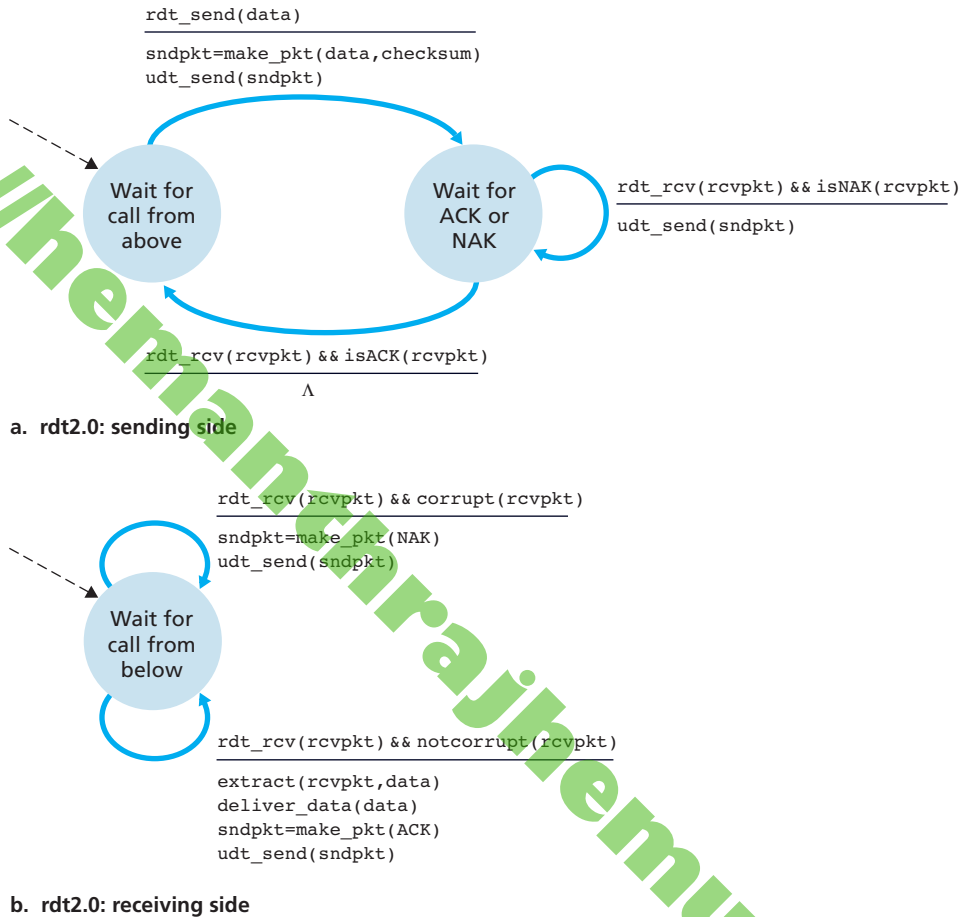 rdt_send(data)
sndpkt=make_pkt(data,checksum)
udt_send(sndpkt)
Wait for
call from
above
Wait for
ACK or
NAK
rdt_rcv(rcvpkt) && isNAK(rcvpkt)
udt_send(sndpkt)
rdt_rcv(rcvpkt) && isACK(rcvpkt)
Λ
a. rdt2.0: sending side
rdt_rcv(rcvpkt) && corrupt(rcvpkt)
sndpkt=make_pkt(NAK)
udt_send(sndpkt)
Wait for
call from
below
rdt_rcv(rcvpkt) && notcorrupt(rcvpkt)
extract(rcvpkt,data)
deliver_data(data)
sndpkt=make_pkt(ACK)
udt_send(sndpkt)
b. rdt2.0: receiving side
//hemanthrajhemu